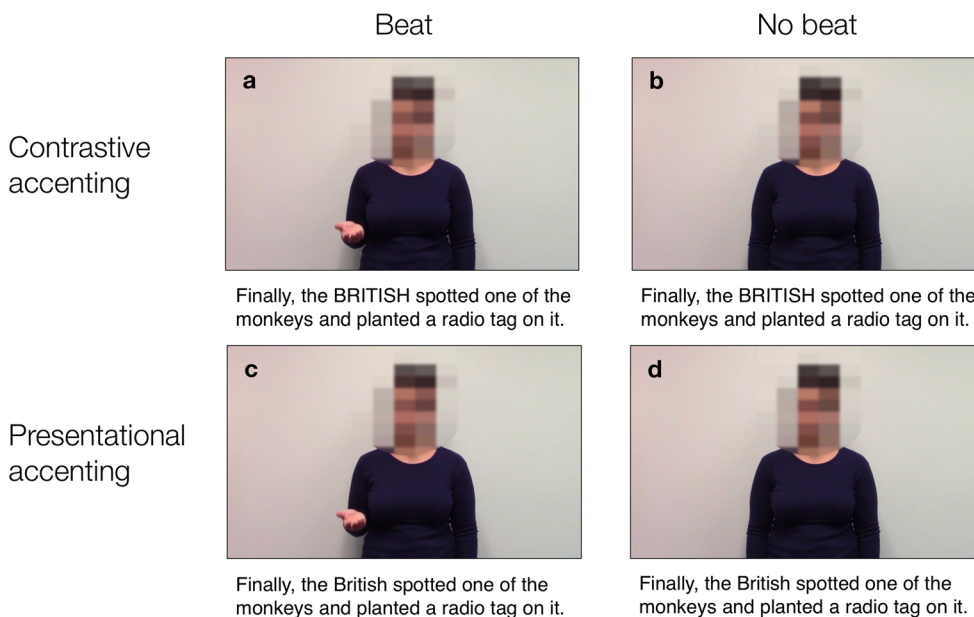 Beat
No beat
Contrastive
accenting
a
b
Finally, the BRITISH spotted one of the
monkeys and planted a radio tag on it.
Finally, the BRITISH spotted one of the
monkeys and planted a radio tag on it.
Presentational
accenting
c
d
Finally, the British spotted one of the
monkeys and planted a radio tag on it.
Finally, the British spotted one of the
monkeys and planted a radio tag on it.